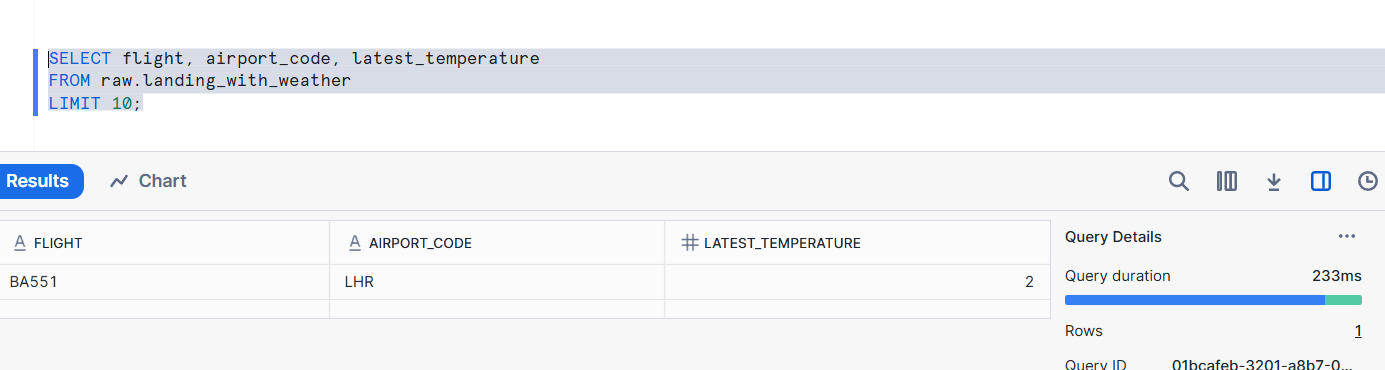 SELECT flight, airport_code, latest_temperature
FROM raw.landing_with_weather
LIMIT 10;
Results Chart
A FLIGHT A AIRPORT_CODE # LATEST_TEMPERATURE
BA551 LHR 2
Query Details ...
Query duration 233ms
Rows 1
Query ID 01bcafeb-3201-a8b7-0...